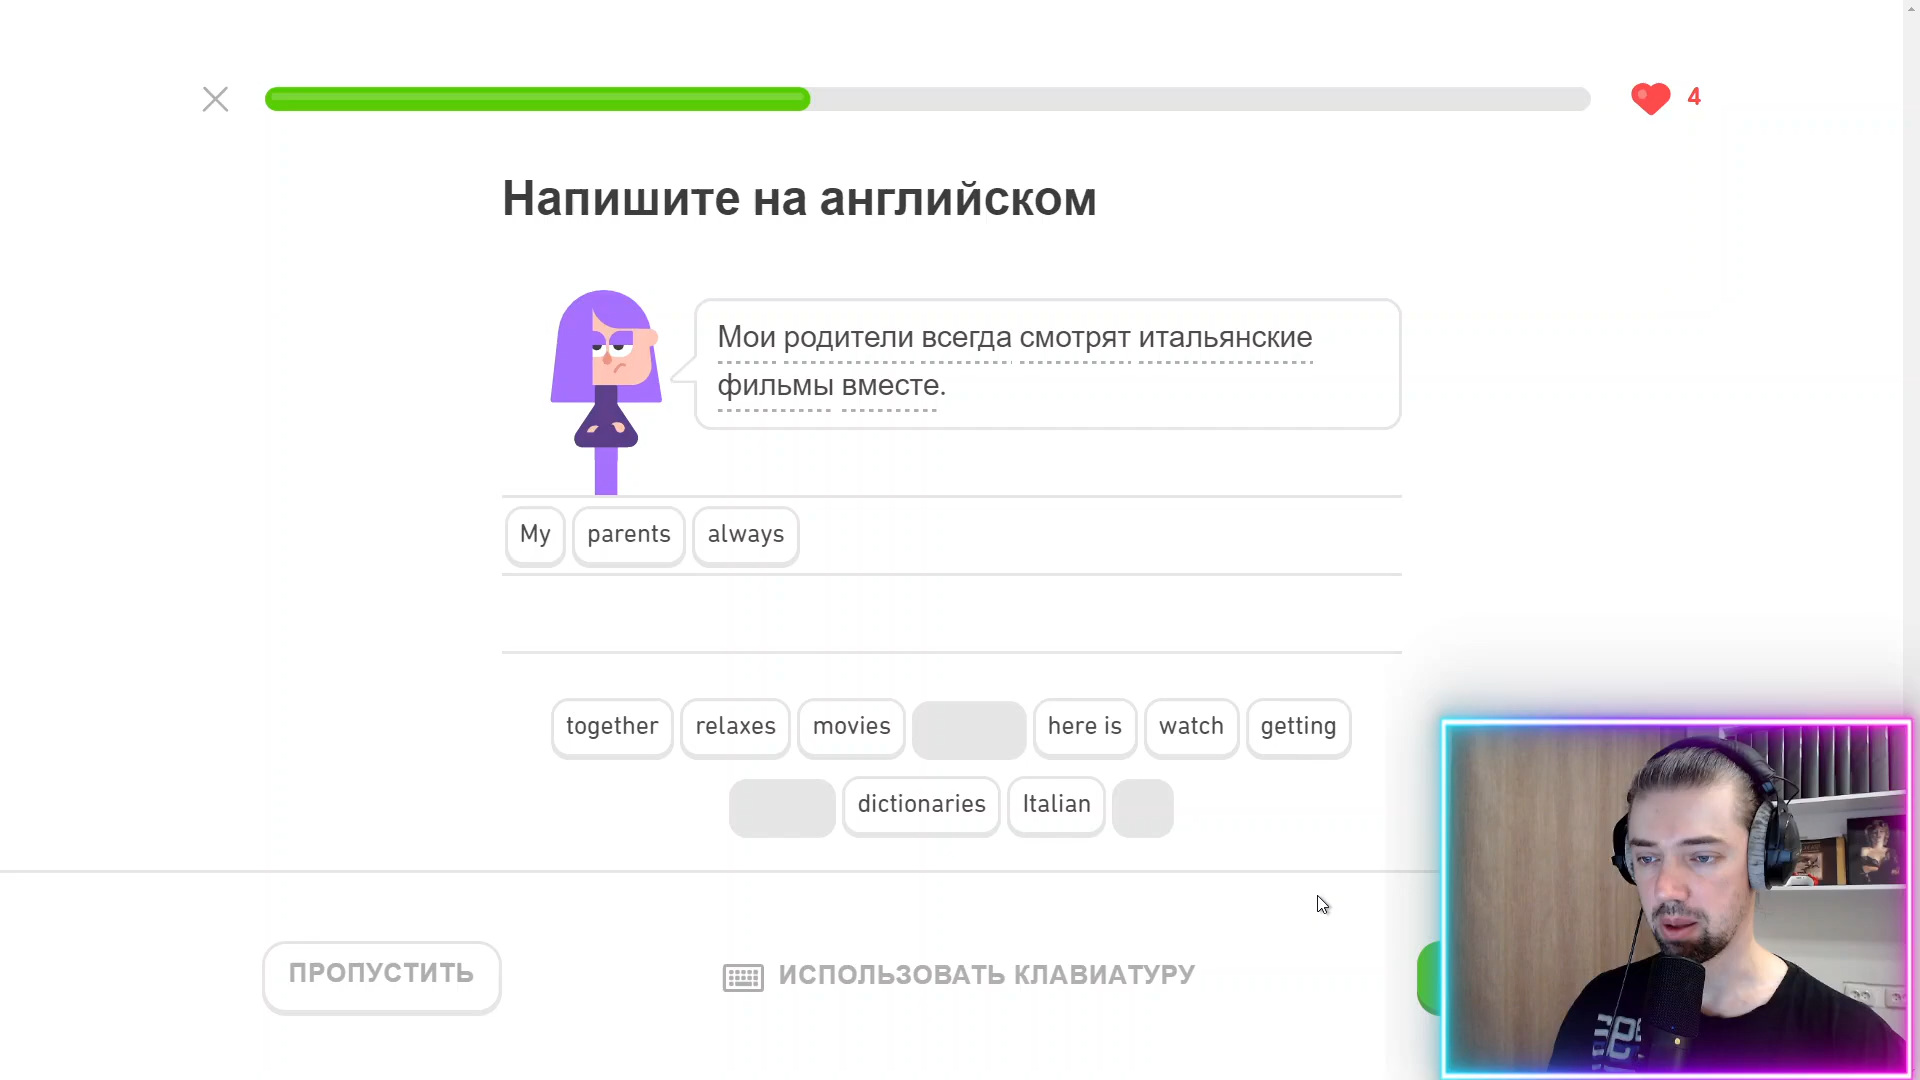 4
Напишите на английском
Мои родители всегда смотрят итальянские
фильмы вместе.
My parents always
together relaxes movies here is watch getting
dictionaries Italian
ПРОПУСТИТЬ
ИСПОЛЬЗОВАТЬ КЛАВИАТУРУ